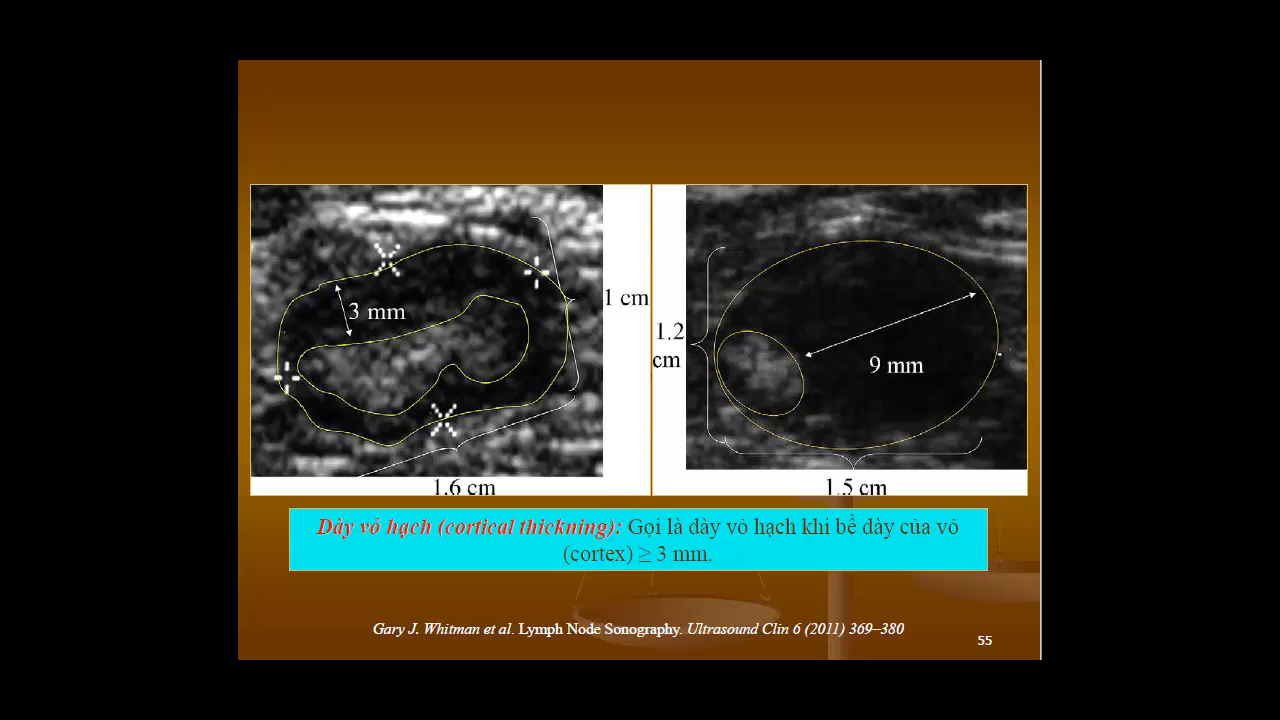 3 mm
1 cm
1.6 cm
1.2
cm
9 mm
1.5 cm
Dày vỏ hạch (cortical thickning): Gọi là dày vỏ hạch khi bề dày của vỏ
(cortex) ≥ 3 mm.
Gary J. Whitman et al. Lymph Node Sonography. Ultrasound Clin 6 (2011) 369–380
55